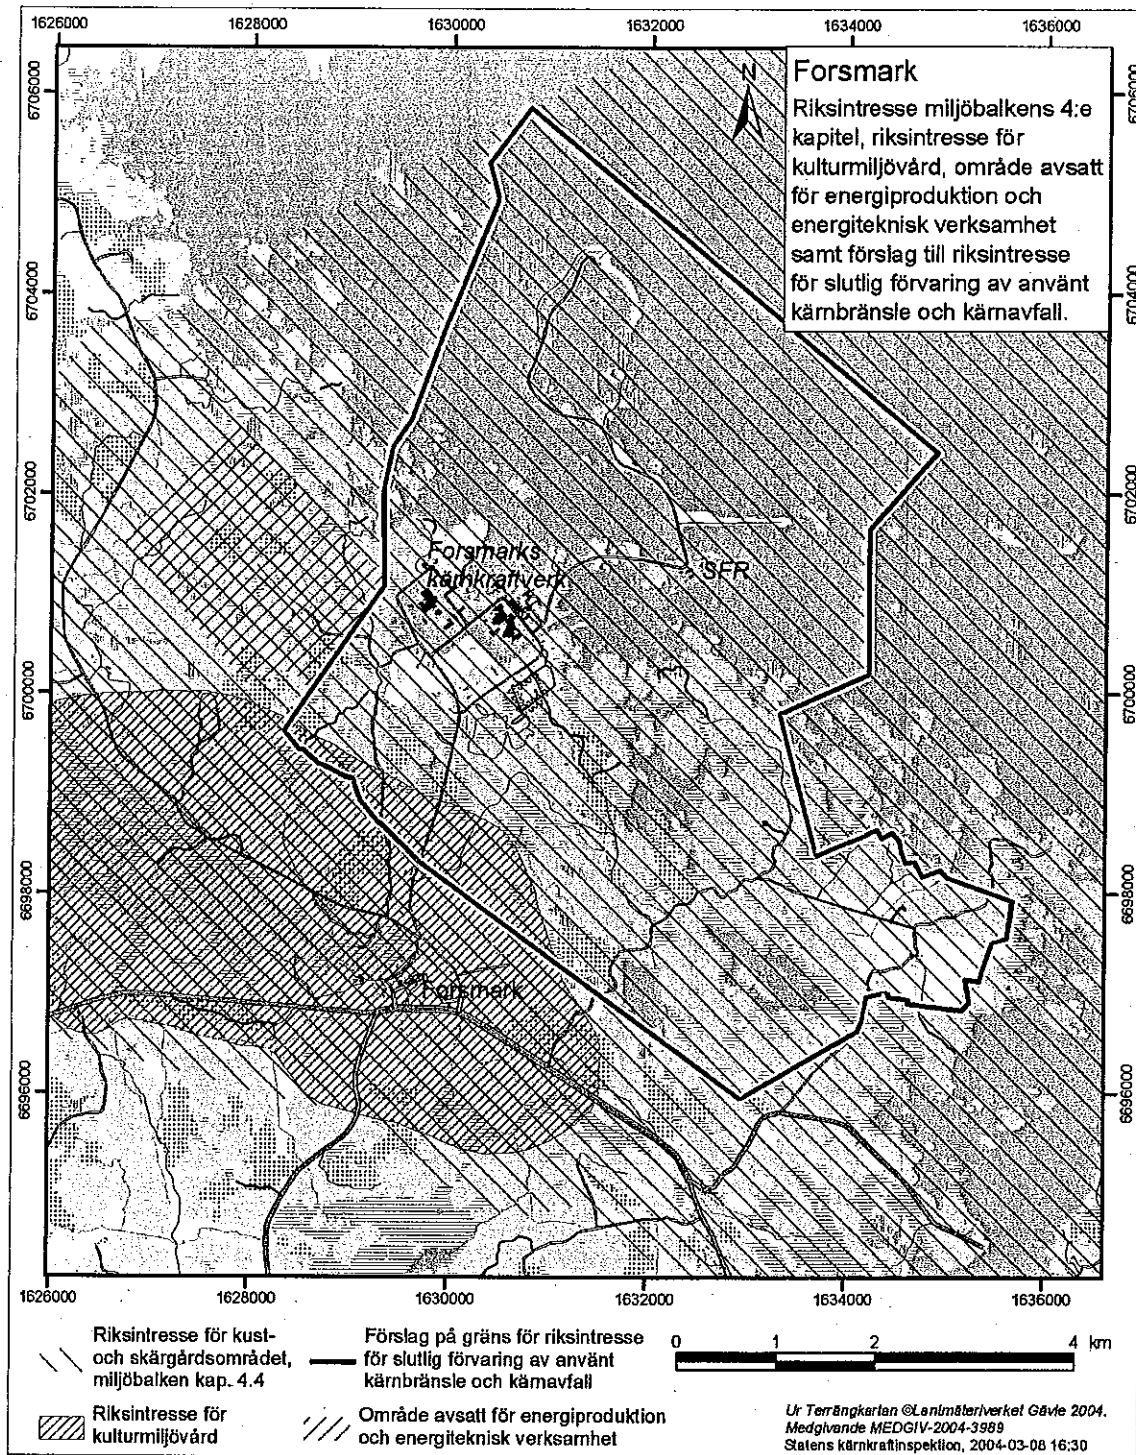 1626000 1628000 1630000 1632000 1634000 1636000
Forsmark
Riksintresse miljöbalkens 4:e
kapitel, riksintresse för
kulturmiljövård, område avsatt
för energiproduktion och
energiteknisk verksamhet
samt förslag till riksintresse
för slutlig förvaring av använt
kärnbränsle och kärnavfall.
N
6706000
6706000
6704000
6704000
6702000
6702000
Forsmarks
kärnkraftverk
SFR
6700000
6700000
6698000
6698000
Forsmark
6696000
6696000
1626000 1628000 1630000 1632000 1634000 1636000
Riksintresse för kust-
och skärgårdsområdet,
miljöbalken kap. 4.4
Förslag på gräns för riksintresse
för slutlig förvaring av använt
kärnbränsle och kärnavfall
0 1 2 4 km
Riksintresse för
kulturmiljövård
Område avsatt för energiproduktion
och energiteknisk verksamhet
Ur Terrängkartan ©Lantmäteriverket Gävle 2004.
Medgivande MEDGIV-2004-3989
Statens kärnkraftinspektion, 2004-03-08 16:30